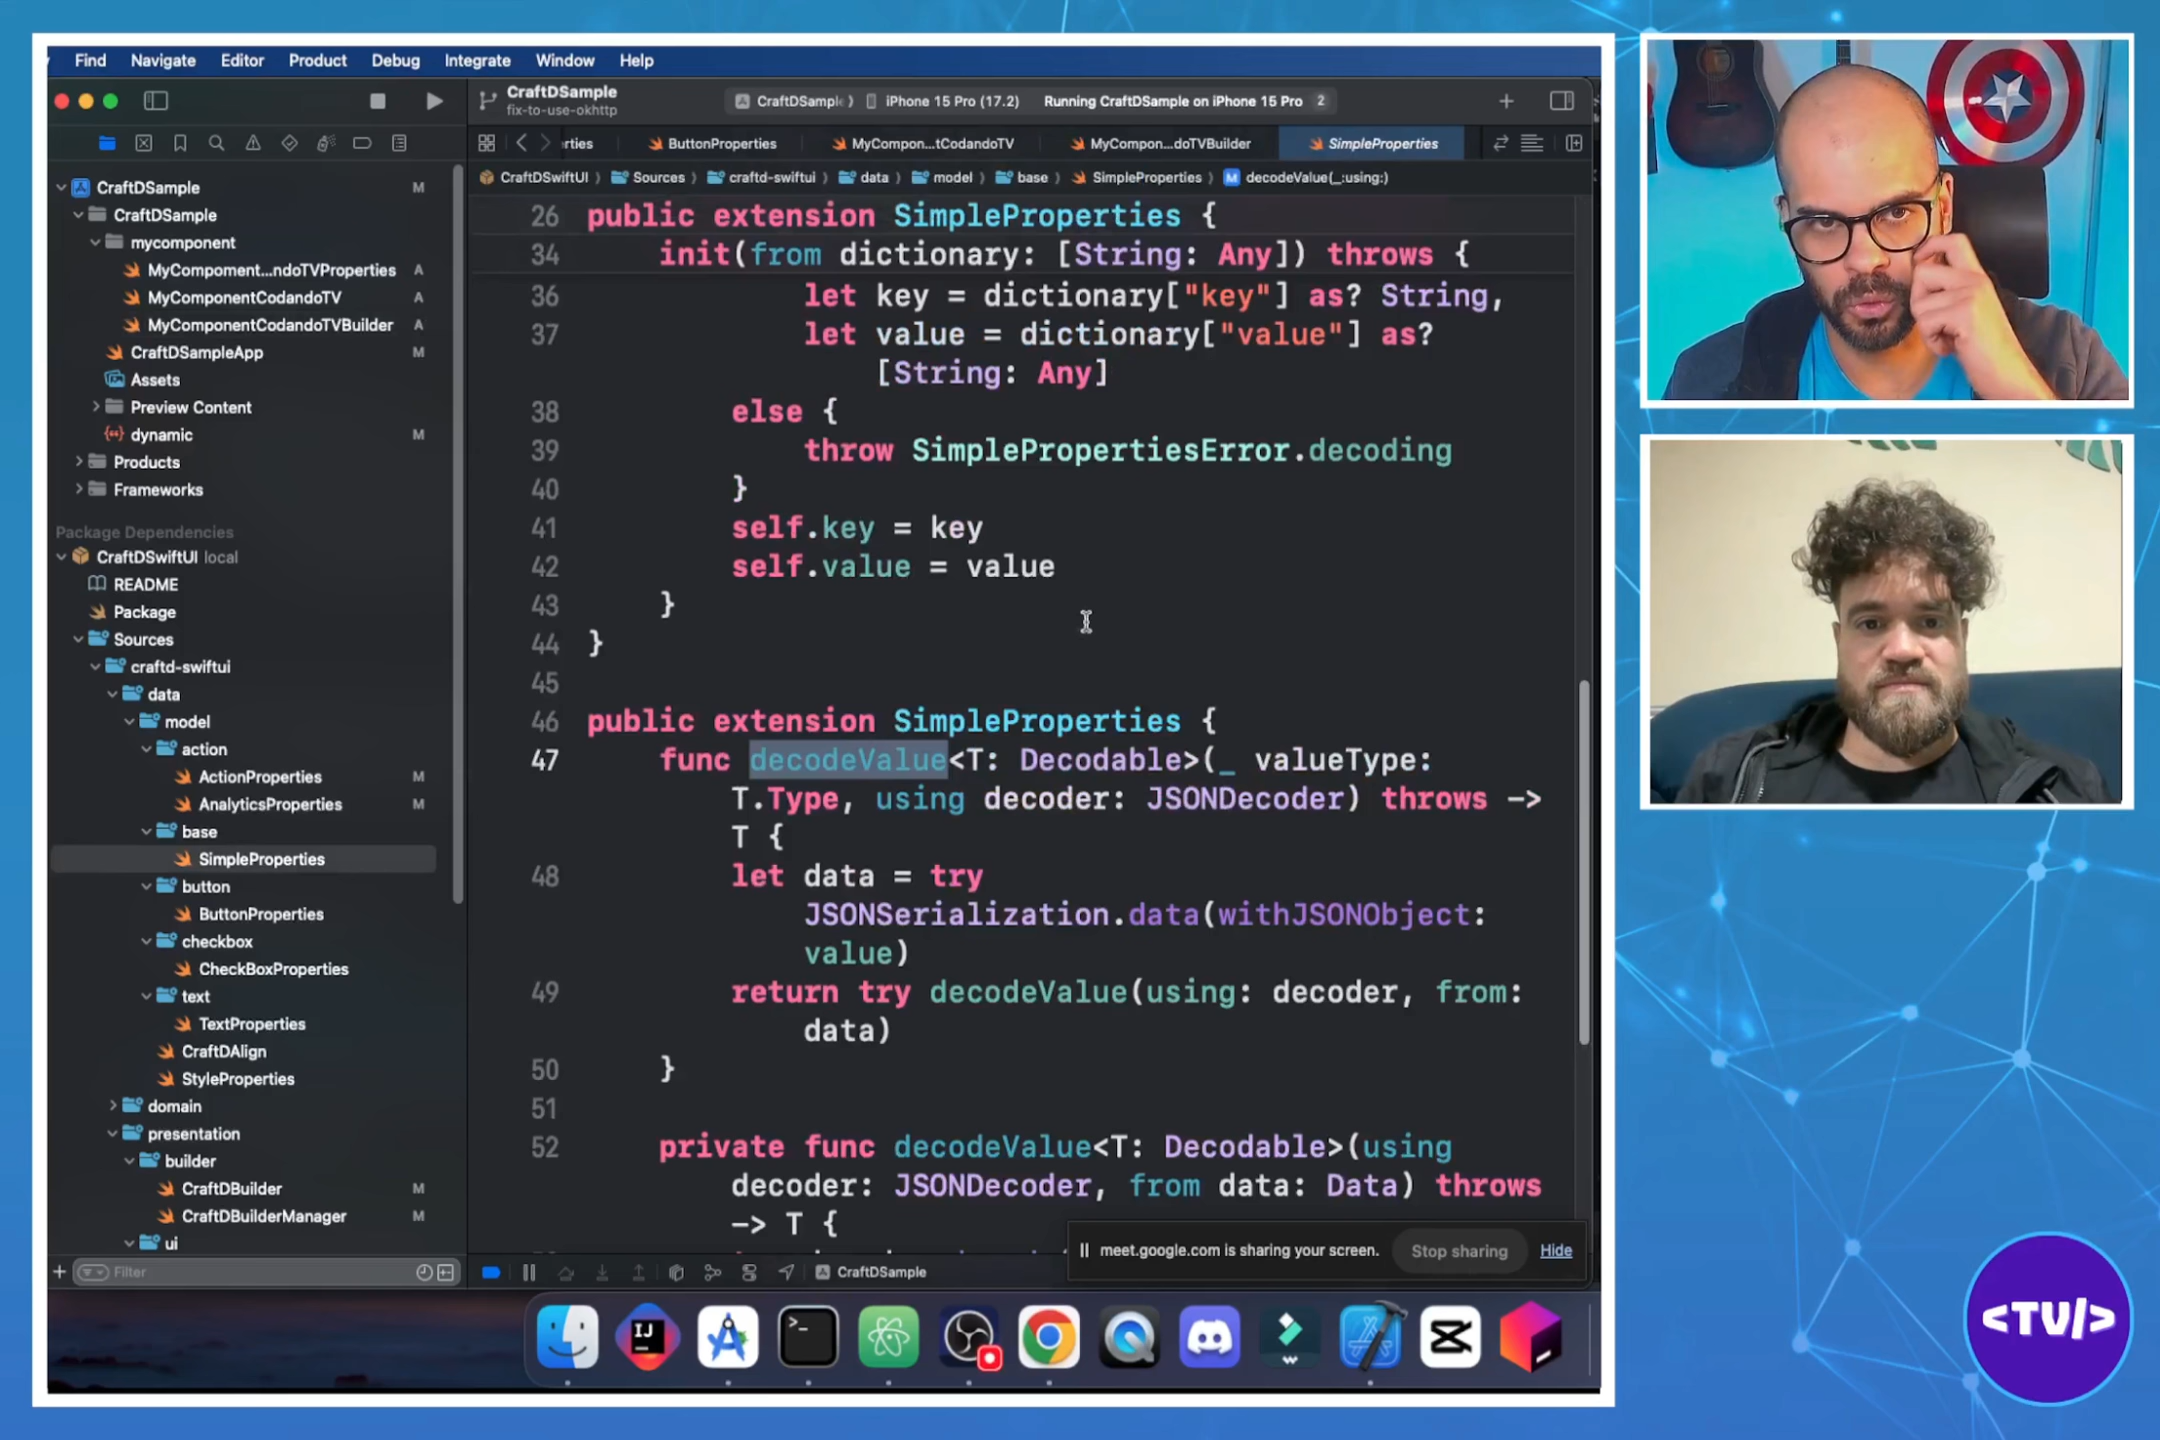 Find Navigate Editor Product Debug Integrate Window Help
CraftDSample
fix-to-use-okhttp
CraftDSample iPhone 15 Pro (17.2) Running CraftDSample on iPhone 15 Pro 2
rties ButtonProperties MyCompon...tCodandoTV MyCompon...doTVBuilder SimpleProperties
CraftDSwiftUI Sources craftd-swiftui data model base SimpleProperties M decodeValue(_:using:)
CraftDSample M
CraftDSample
mycomponent
MyComponent...ndoTVProperties A
MyComponentCodandoTV A
MyComponentCodandoTVBuilder A
CraftDSampleApp M
Assets
Preview Content
dynamic M
Products
Frameworks
Package Dependencies
CraftDSwiftUI local
README
Package
Sources
craftd-swiftui
data
model
action
ActionProperties M
AnalyticsProperties M
base
SimpleProperties
button
ButtonProperties
checkbox
CheckBoxProperties
text
TextProperties
CraftDAlign
StyleProperties
domain
presentation
builder
CraftDBuilder M
CraftDBuilderManager M
ui
Filter
26 public extension SimpleProperties {
34 init(from dictionary: [String: Any]) throws {
36 let key = dictionary["key"] as? String,
37 let value = dictionary["value"] as?
[String: Any]
38 else {
39 throw SimplePropertiesError.decoding
40 }
41 self.key = key
42 self.value = value
43 }
44 }
45
46 public extension SimpleProperties {
47 func decodeValue<T: Decodable>(_ valueType:
T.Type, using decoder: JSONDecoder) throws ->
T {
48 let data = try
JSONSerialization.data(withJSONObject:
value)
49 return try decodeValue(using: decoder, from:
data)
50 }
51
52 private func decodeValue<T: Decodable>(using
decoder: JSONDecoder, from data: Data) throws
-> T {
meet.google.com is sharing your screen. Stop sharing Hide
CraftDSample
IJ
<TV/>